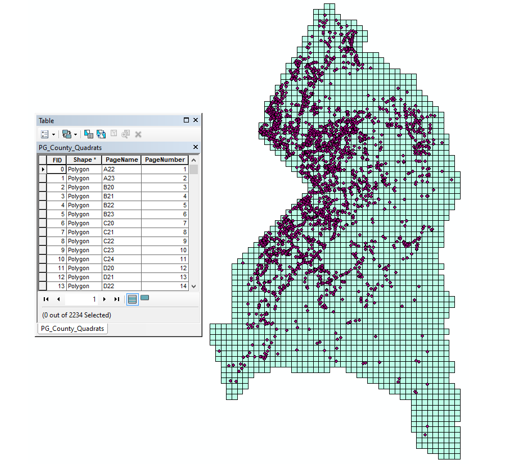 Table
PG_County_Quadrats
FID Shape * PageName PageNumber
0 Polygon A22 1
1 Polygon A23 2
2 Polygon B20 3
3 Polygon B21 4
4 Polygon B22 5
5 Polygon B23 6
6 Polygon C20 7
7 Polygon C21 8
8 Polygon C22 9
9 Polygon C23 10
10 Polygon C24 11
11 Polygon D20 12
12 Polygon D21 13
13 Polygon D22 14
1
(0 out of 2234 Selected)
PG_County_Quadrats